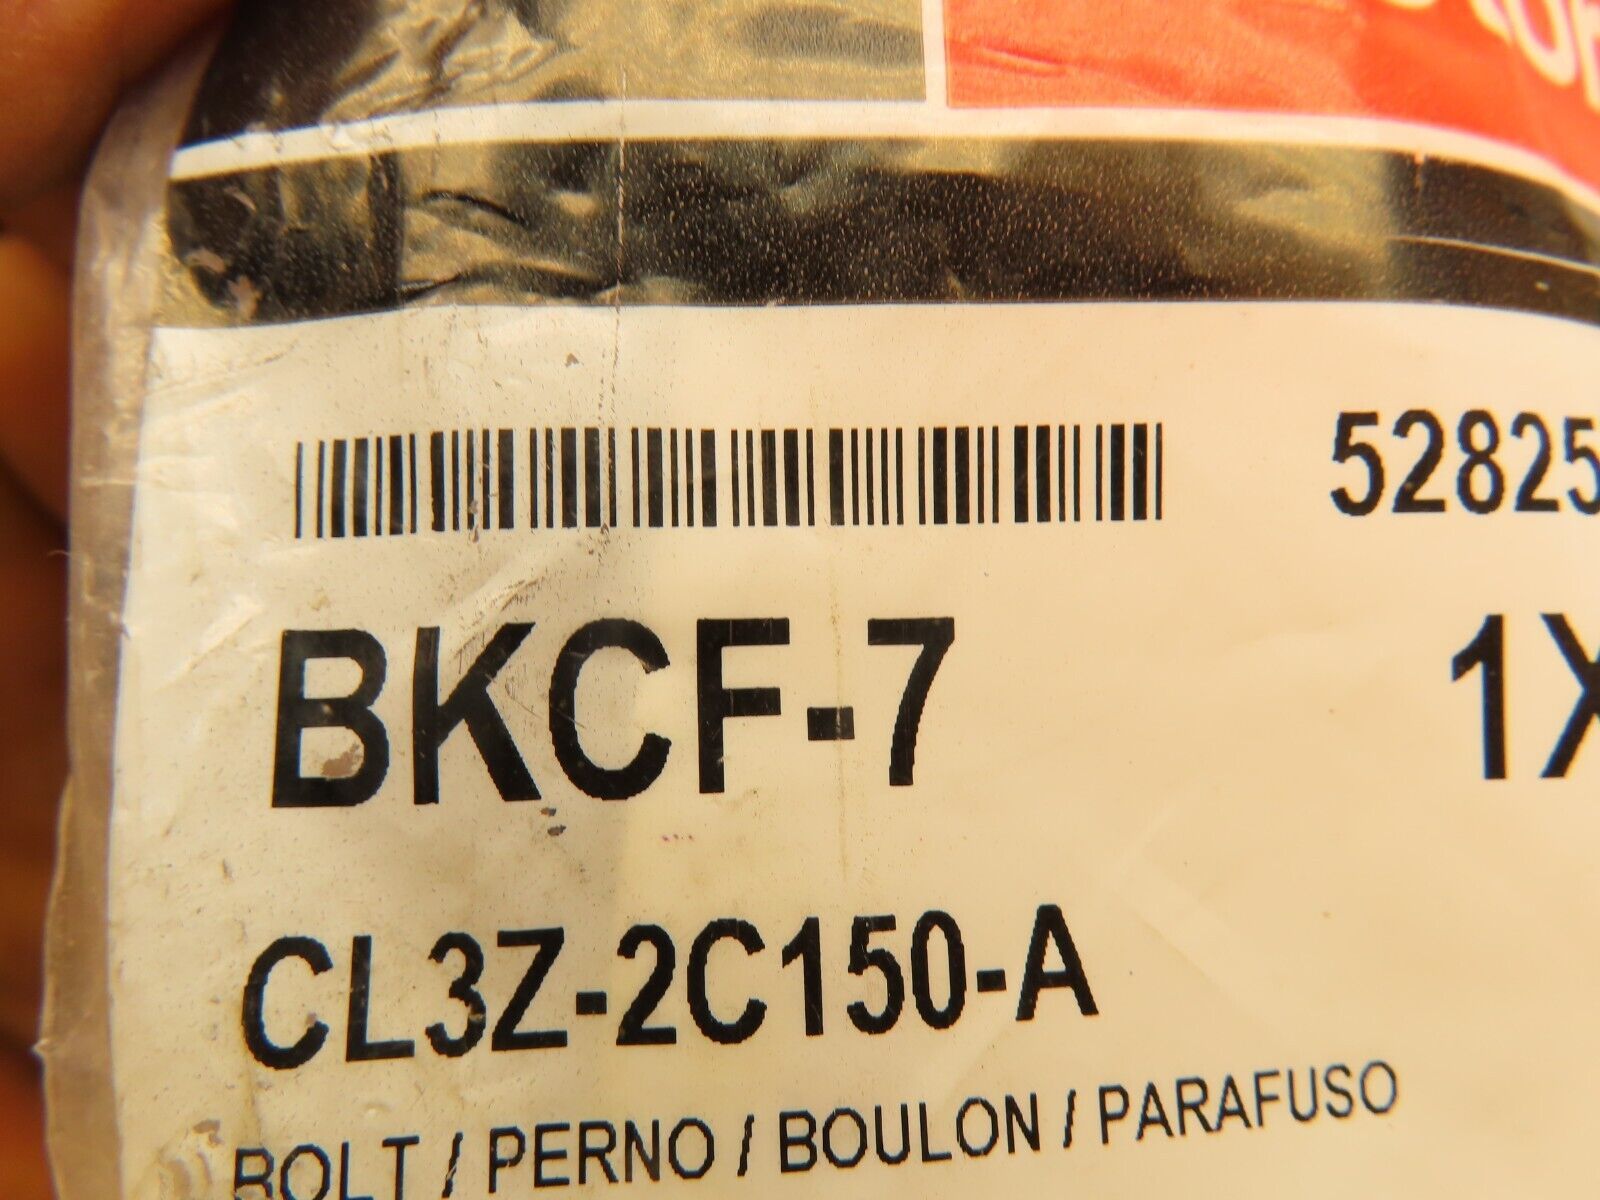 52825
BKCF-7 1X
CL3Z-2C150-A
BOLT / PERNO / BOULON / PARAFUSO